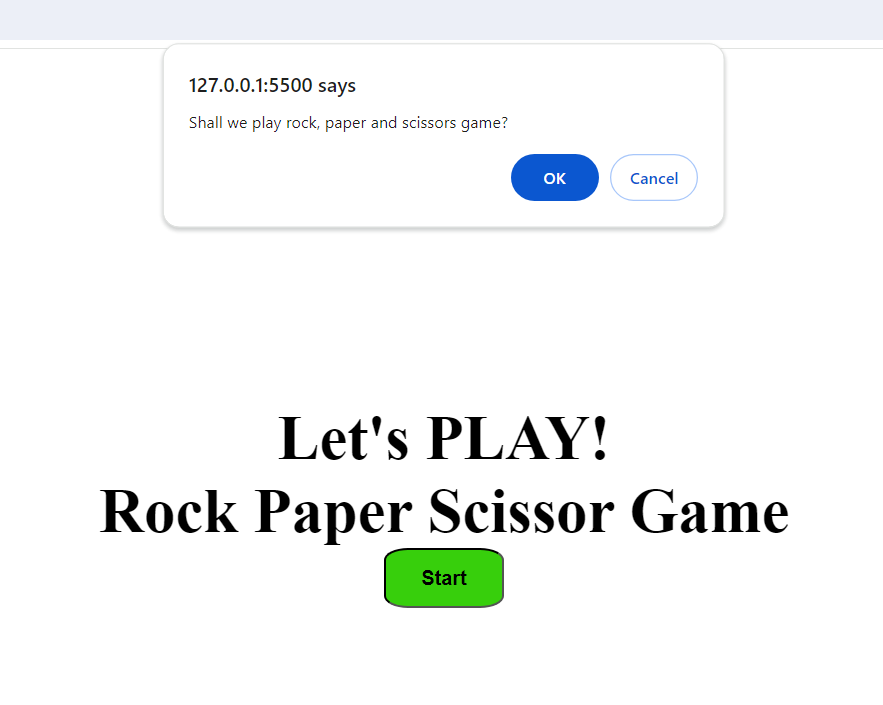 127.0.0.1:5500 says
Shall we play rock, paper and scissors game?
OK
Cancel
Let's PLAY!
Rock Paper Scissor Game
Start